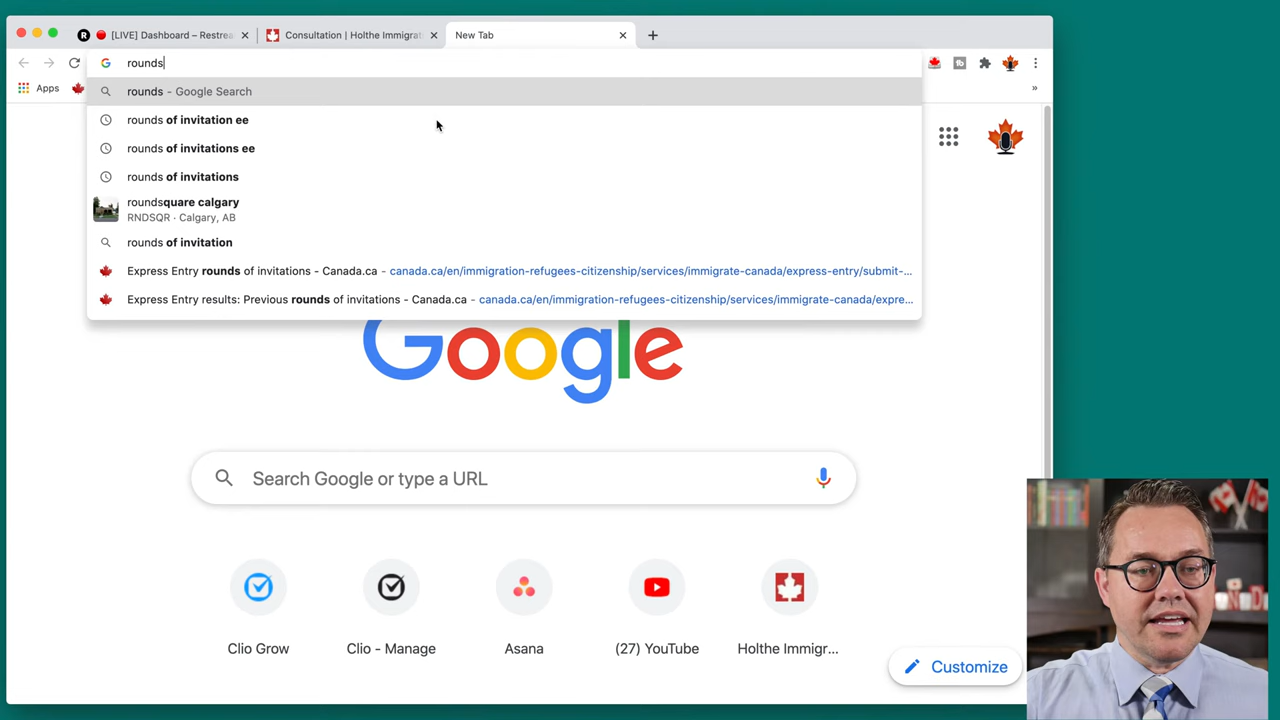 [LIVE] Dashboard – Restrea
Consultation | Holthe Immigrat
New Tab
rounds
Apps
»
rounds - Google Search
rounds of invitation ee
rounds of invitations ee
rounds of invitations
roundsquare calgary
RNDSQR · Calgary, AB
rounds of invitation
Express Entry rounds of invitations - Canada.ca - canada.ca/en/immigration-refugees-citizenship/services/immigrate-canada/express-entry/submit-...
Express Entry results: Previous rounds of invitations - Canada.ca - canada.ca/en/immigration-refugees-citizenship/services/immigrate-canada/expre...
Google
Search Google or type a URL
Clio Grow
Clio - Manage
Asana
(27) YouTube
Holthe Immigr...
Customize